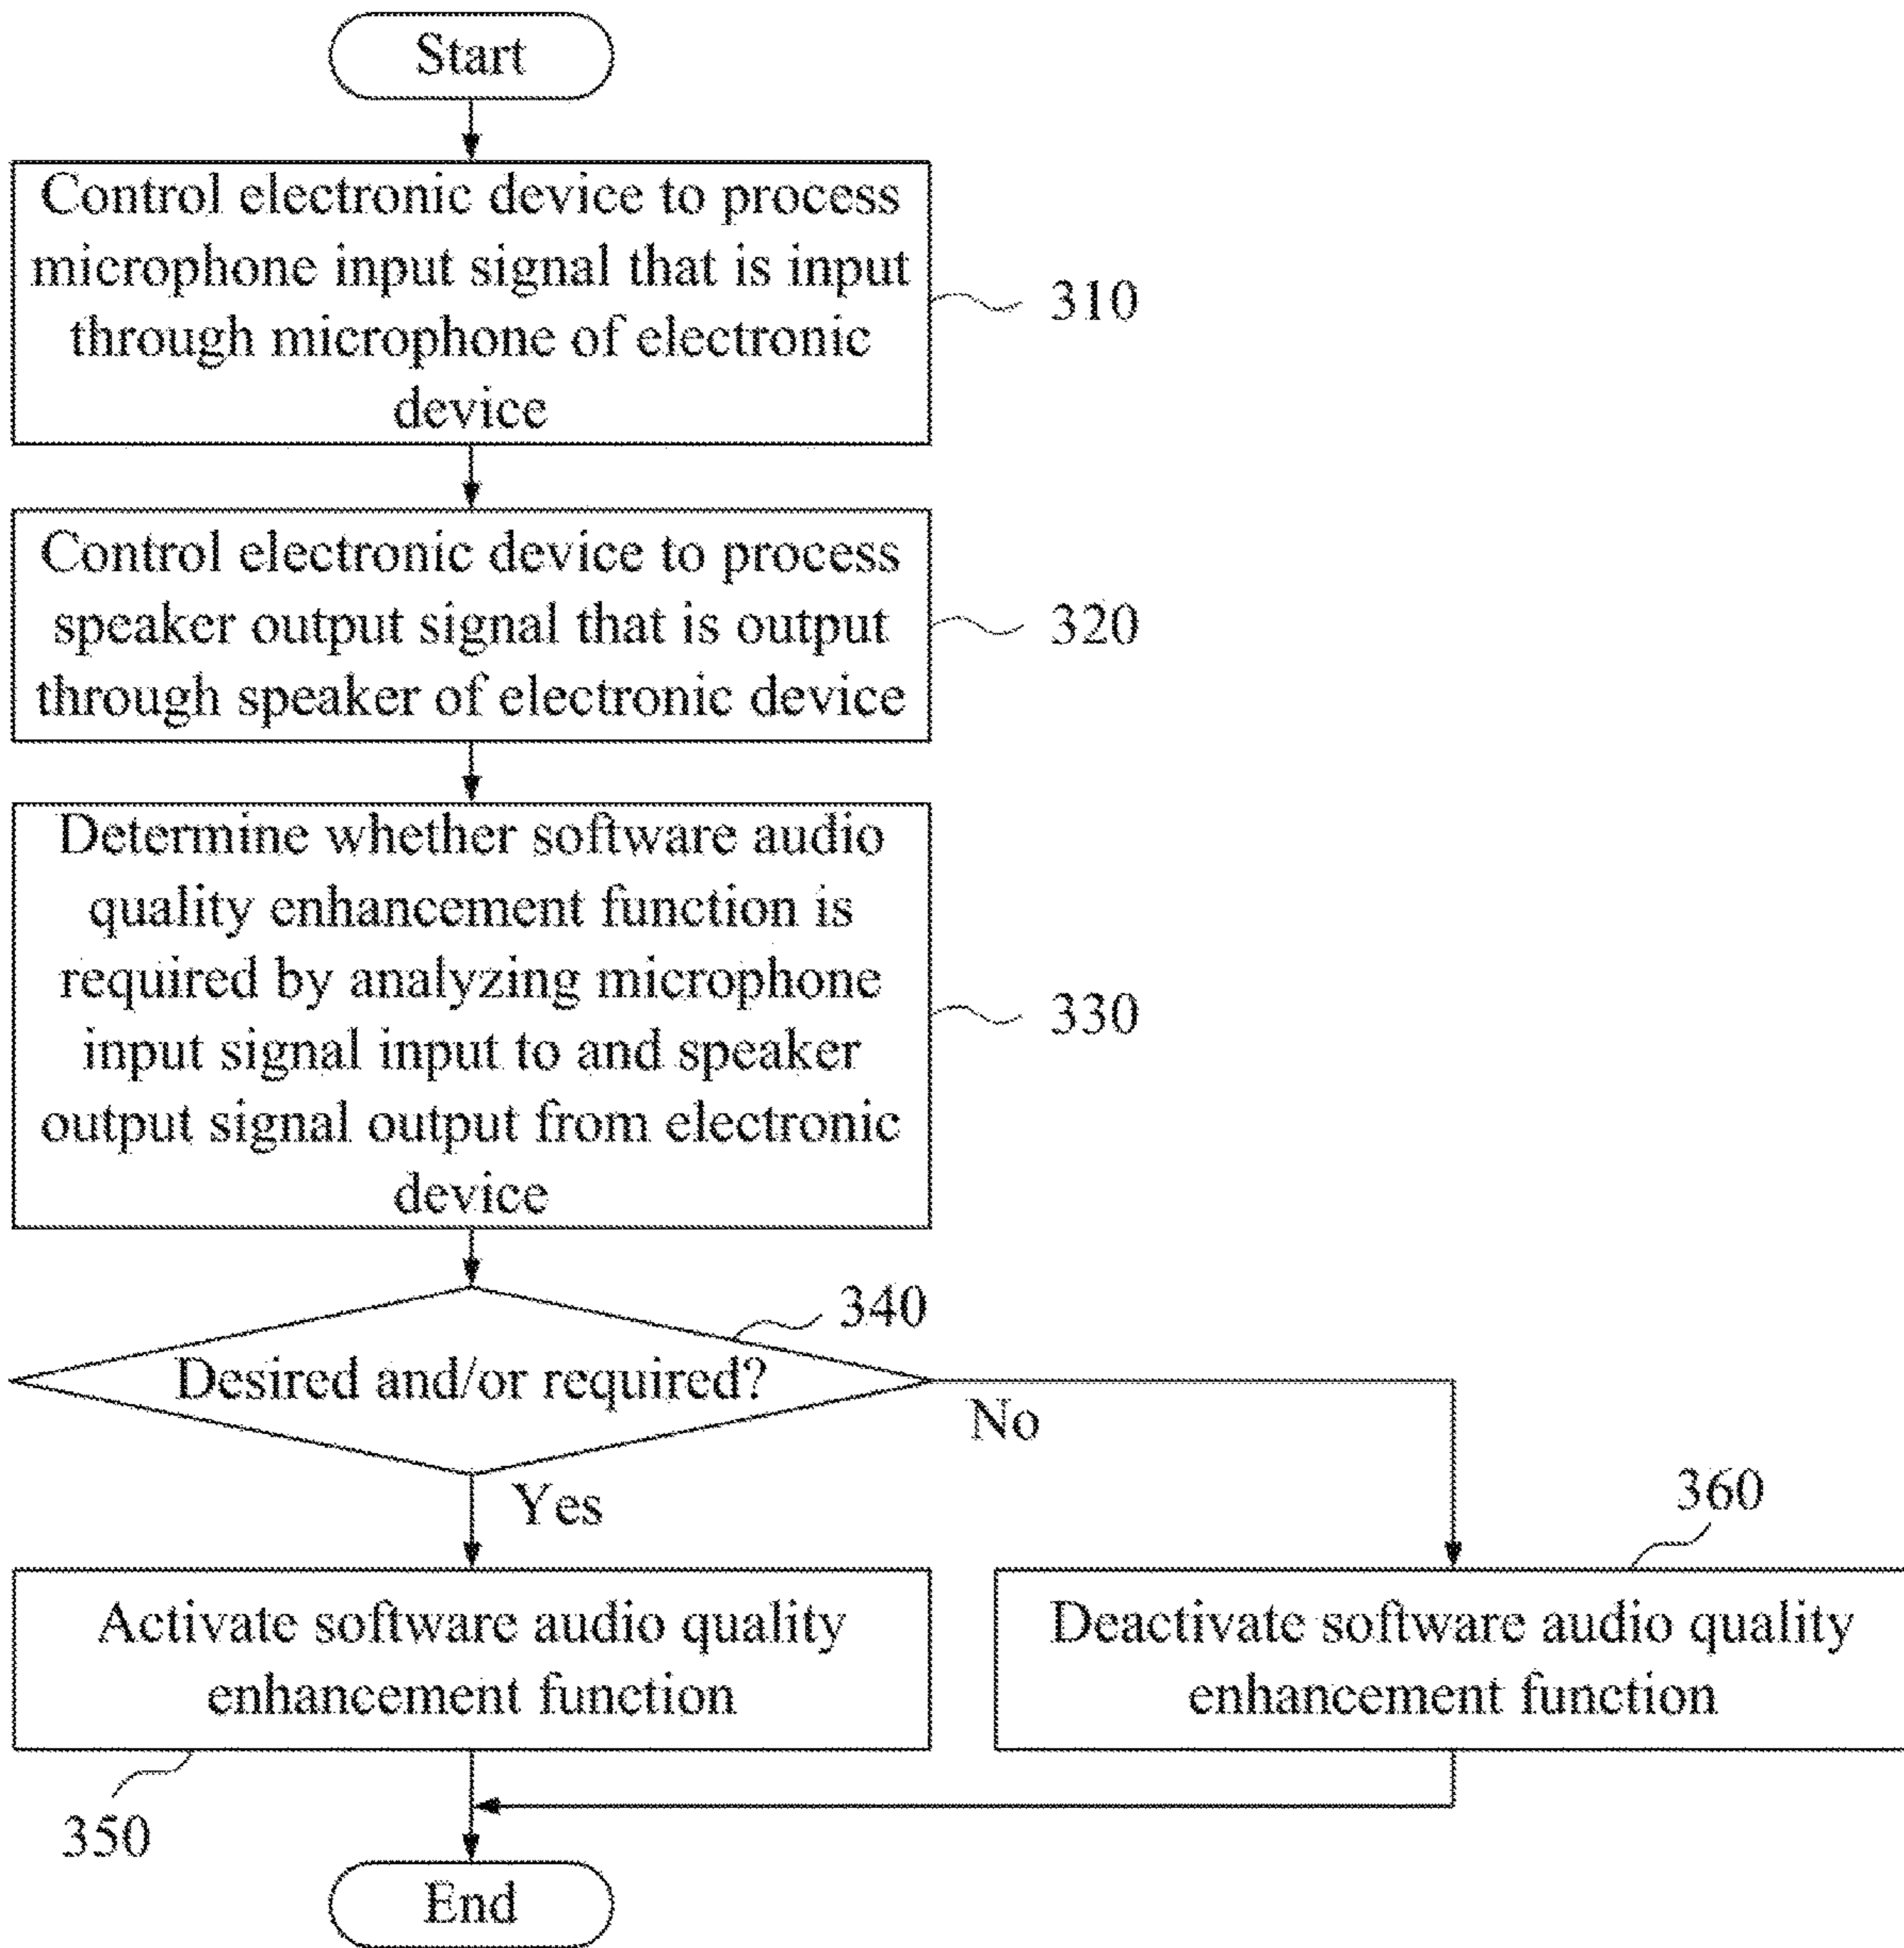 Start
Control electronic device to process
microphone input signal that is input
through microphone of electronic
device
310
Control electronic device to process
speaker output signal that is output
through speaker of electronic device
320
Determine whether software audio
quality enhancement function is
required by analyzing microphone
input signal input to and speaker
output signal output from electronic
device
330
340
Desired and/or required?
No
Yes
360
Activate software audio quality
enhancement function
Deactivate software audio quality
enhancement function
350
End